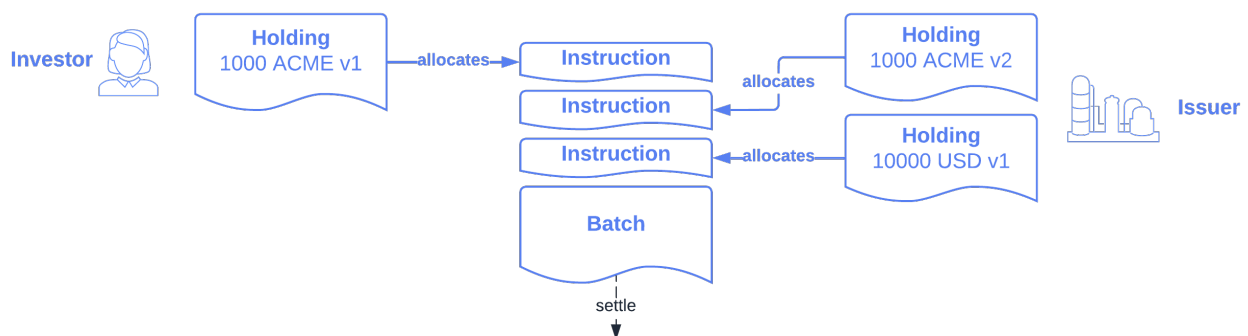 Investor
Holding
1000 ACME v1
allocates
Instruction
Instruction
Instruction
Batch
settle
Holding
1000 ACME v2
allocates
Holding
10000 USD v1
allocates
Issuer